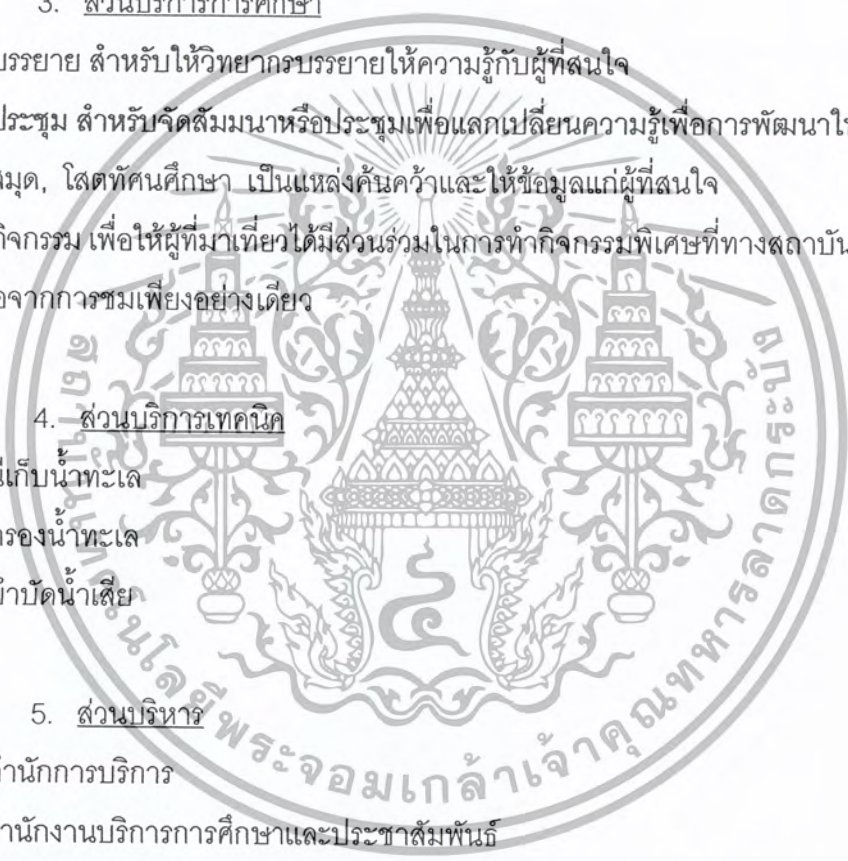 3. ส่วนบริการการศึกษา
บรรยาย สำหรับให้วิทยากรบรรยายให้ความรู้กับผู้ที่สนใจ
ประชุม สำหรับจัดสัมมนาหรือประชุมเพื่อแลกเปลี่ยนความรู้เพื่อการพัฒนาใ
สมุด, โสตทัศนศึกษา เป็นแหล่งค้นคว้าและให้ข้อมูลแก่ผู้ที่สนใจ
กิจกรรม เพื่อให้ผู้ที่มาเที่ยวได้มีส่วนร่วมในการทำกิจกรรมพิเศษที่ทางสถาบัน
จากการชมเพียงอย่างเดียว
4. ส่วนบริการเทคนิค
เก็บน้ำทะเล
กรองน้ำทะเล
บำบัดน้ำเสีย
5. ส่วนบริหาร
สำนักการบริการ
สำนักงานบริการการศึกษาและประชาสัมพันธ์
สถาบันเทคโนโลยีพระจอมเกล้าเจ้าคุณทหารลาดกระบัง